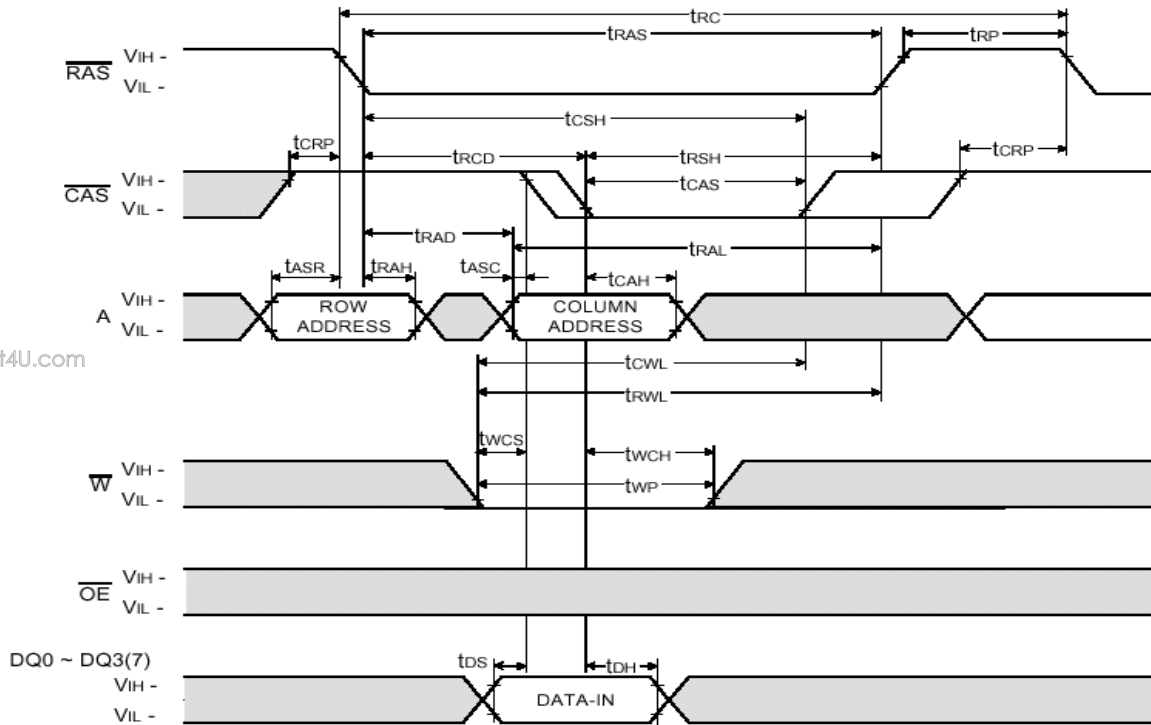 tRC
tRAS
tRP
RAS
VIH -
VIL -
tCSH
tCRP
tRCD
tRSH
tCRP
CAS
VIH -
VIL -
tCAS
tRAD
tRAL
tASR
tRAH
tASC
tCAH
A
VIH -
VIL -
ROW
ADDRESS
COLUMN
ADDRESS
t4U.com
tCWL
tRWL
tWCS
tWCH
W
VIH -
VIL -
tWP
OE
VIH -
VIL -
DQ0 ~ DQ3(7)
tDS
tDH
VIH -
VIL -
DATA-IN